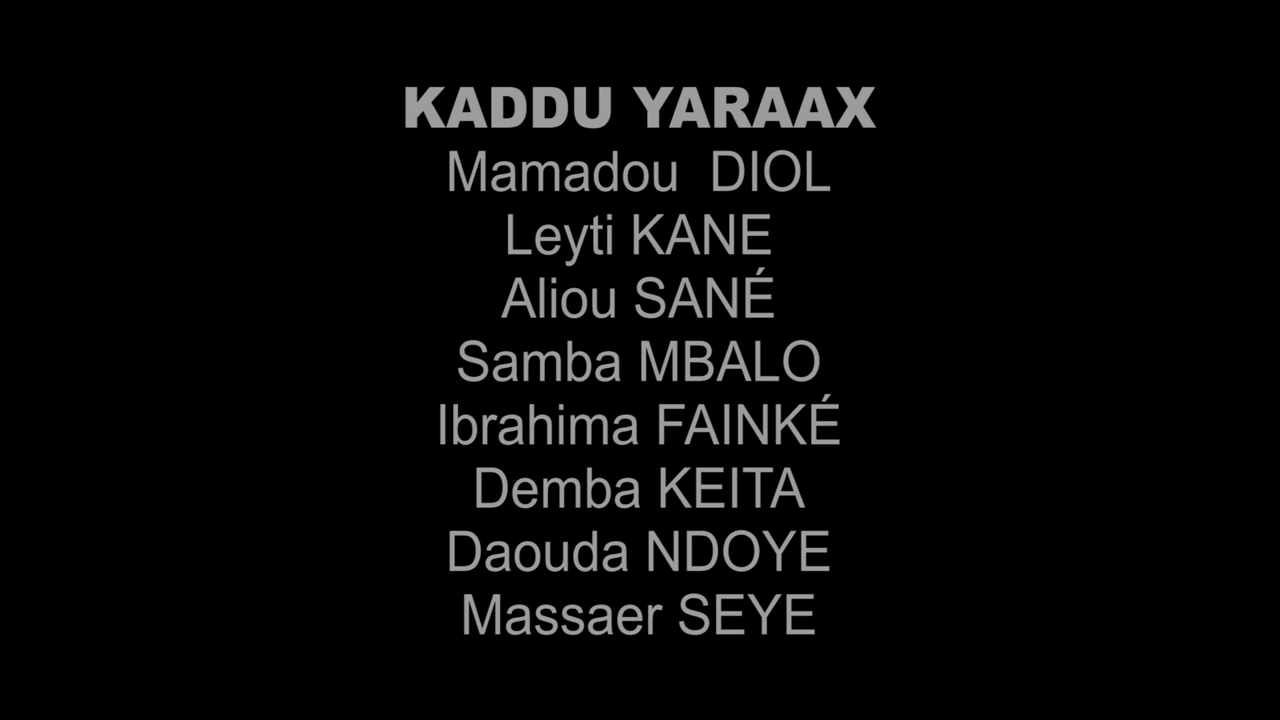 KADDU YARAAX
Mamadou  DIOL
Leyti KANE
Aliou SANÉ
Samba MBALO
Ibrahima FAINKÉ
Demba KEITA
Daouda NDOYE
Massaer SEYE